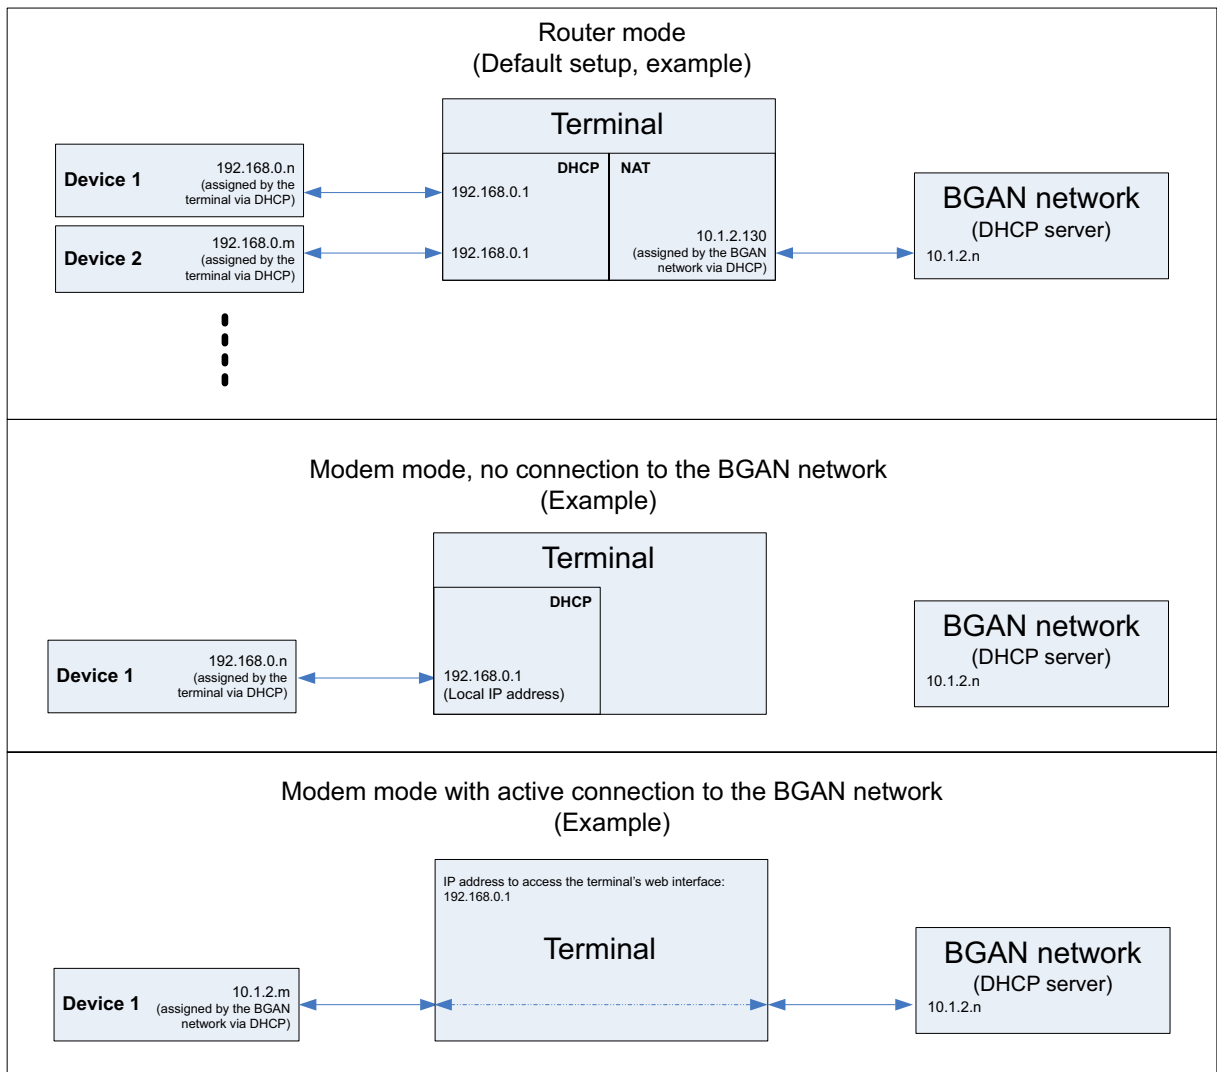 Router mode
(Default setup, example)
Terminal
DHCP
NAT
Device 1
192.168.0.n
(assigned by the
terminal via DHCP)
192.168.0.1
Device 2
192.168.0.m
(assigned by the
terminal via DHCP)
192.168.0.1
10.1.2.130
(assigned by the BGAN
network via DHCP)
BGAN network
(DHCP server)
10.1.2.n
Modem mode, no connection to the BGAN network
(Example)
Terminal
DHCP
Device 1
192.168.0.n
(assigned by the
terminal via DHCP)
192.168.0.1
(Local IP address)
BGAN network
(DHCP server)
10.1.2.n
Modem mode with active connection to the BGAN network
(Example)
IP address to access the terminal's web interface:
192.168.0.1
Terminal
Device 1
10.1.2.m
(assigned by the BGAN
network via DHCP)
BGAN network
(DHCP server)
10.1.2.n